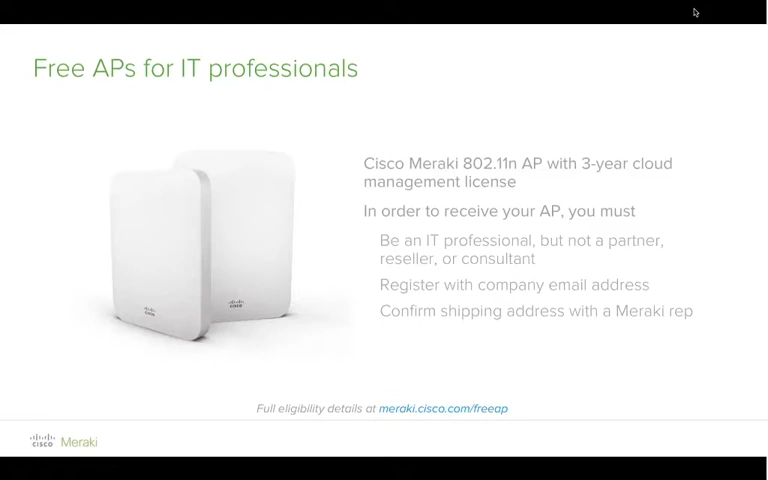 Free APs for IT professionals
Cisco Meraki 802.11n AP with 3-year cloud
management license
In order to receive your AP, you must
Be an IT professional, but not a partner,
reseller, or consultant
Register with company email address
Confirm shipping address with a Meraki rep
cisco
cisco
Full eligibility details at meraki.cisco.com/freeap
cisco Meraki